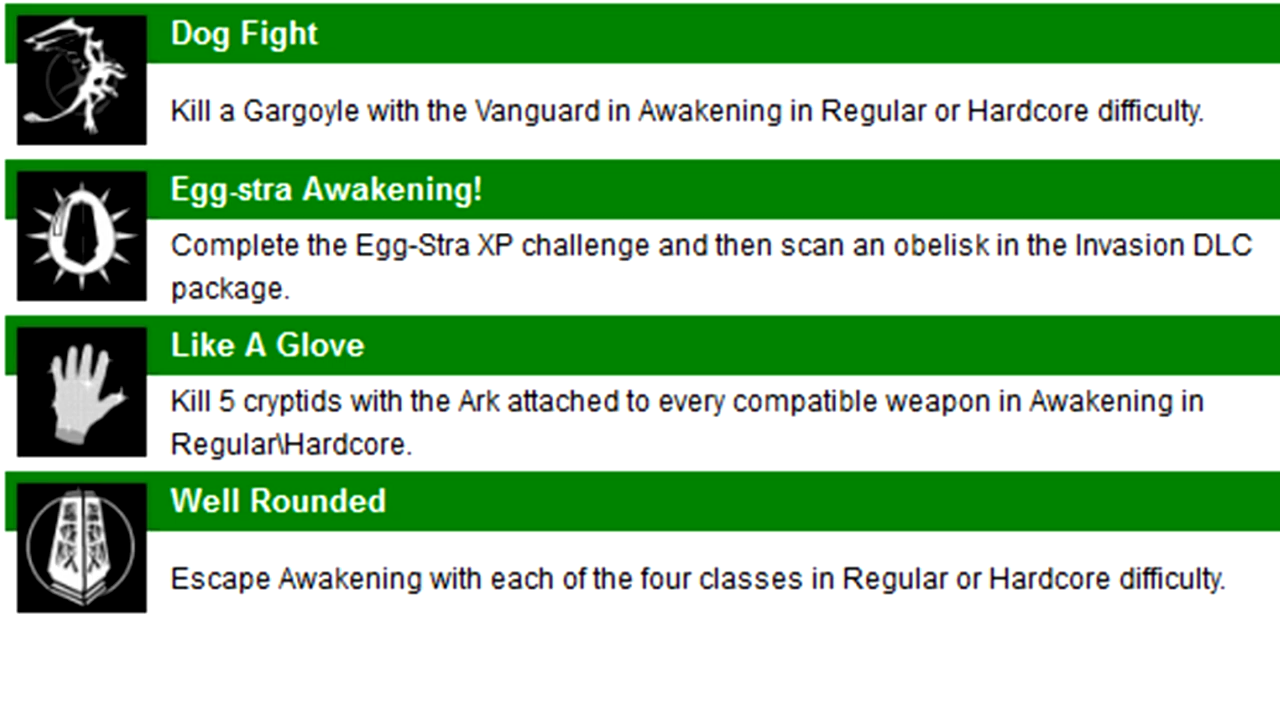 Dog Fight
Kill a Gargoyle with the Vanguard in Awakening in Regular or Hardcore difficulty.
Egg-stra Awakening!
Complete the Egg-Stra XP challenge and then scan an obelisk in the Invasion DLC
package.
Like A Glove
Kill 5 cryptids with the Ark attached to every compatible weapon in Awakening in
Regular\Hardcore.
Well Rounded
Escape Awakening with each of the four classes in Regular or Hardcore difficulty.